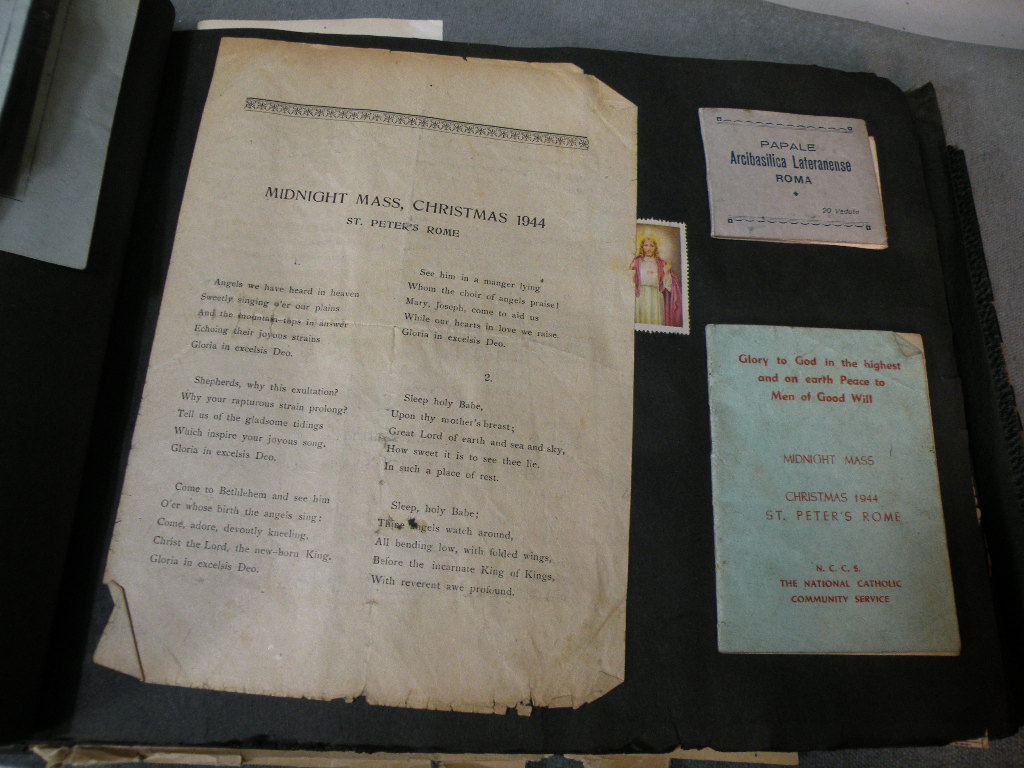 MIDNIGHT MASS, CHRISTMAS 1944
ST. PETER'S ROME
1.
Angels we have heard in heaven
Sweetly singing o'er our plains
And the mountain-tops in answer
Echoing their joyous strains
Gloria in excelsis Deo.
Shepherds, why this exultation?
Why your rapturous strain prolong?
Tell us of the gladsome tidings
Which inspire your joyous song.
Gloria in excelsis Deo.
Come to Bethlehem and see him
O'er whose birth the angels sing;
Come, adore, devoutly kneeling,
Christ the Lord, the new-born King.
Gloria in excelsis Deo.
See him in a manger lying
Whom the choir of angels praise!
Mary, Joseph, come to aid us
While our hearts in love we raise.
Gloria in excelsis Deo.
2.
Sleep holy Babe,
Upon thy mother's breast;
Great Lord of earth and sea and sky,
How sweet it is to see thee lie.
In such a place of rest.
Sleep, holy Babe;
Thine angels watch around,
All bending low, with folded wings,
Before the incarnate King of Kings,
With reverent awe profound.
PAPALE
Arcibasilica Lateranense
ROMA
20 Vedute
Glory to God in the highest
and on earth Peace to
Men of Good Will
MIDNIGHT MASS
CHRISTMAS 1944
ST. PETER'S ROME
N. C. C. S.
THE NATIONAL CATHOLIC
COMMUNITY SERVICE